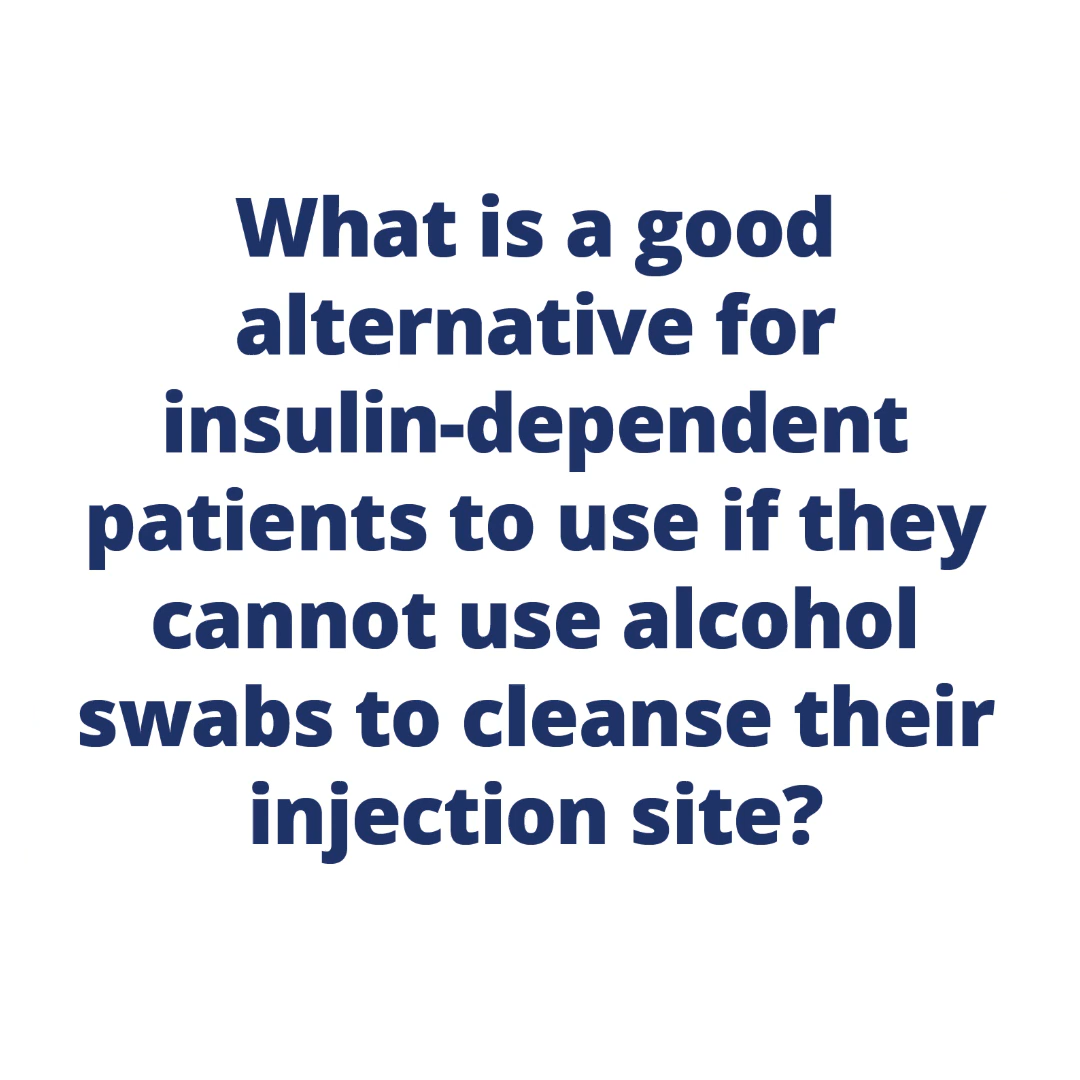 What is a good
alternative for
insulin-dependent
patients to use if they
cannot use alcohol
swabs to cleanse their
injection site?